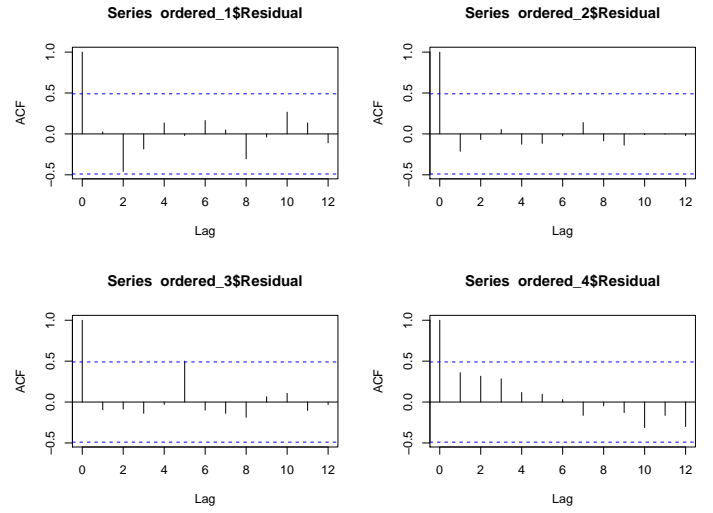 Series ordered_1$Residual
ACF
1.0
0.5
0.0
−0.5
0 2 4 6 8 10 12
Lag
Series ordered_2$Residual
ACF
1.0
0.5
0.0
−0.5
0 2 4 6 8 10 12
Lag
Series ordered_3$Residual
ACF
1.0
0.5
0.0
−0.5
0 2 4 6 8 10 12
Lag
Series ordered_4$Residual
ACF
1.0
0.5
0.0
−0.5
0 2 4 6 8 10 12
Lag